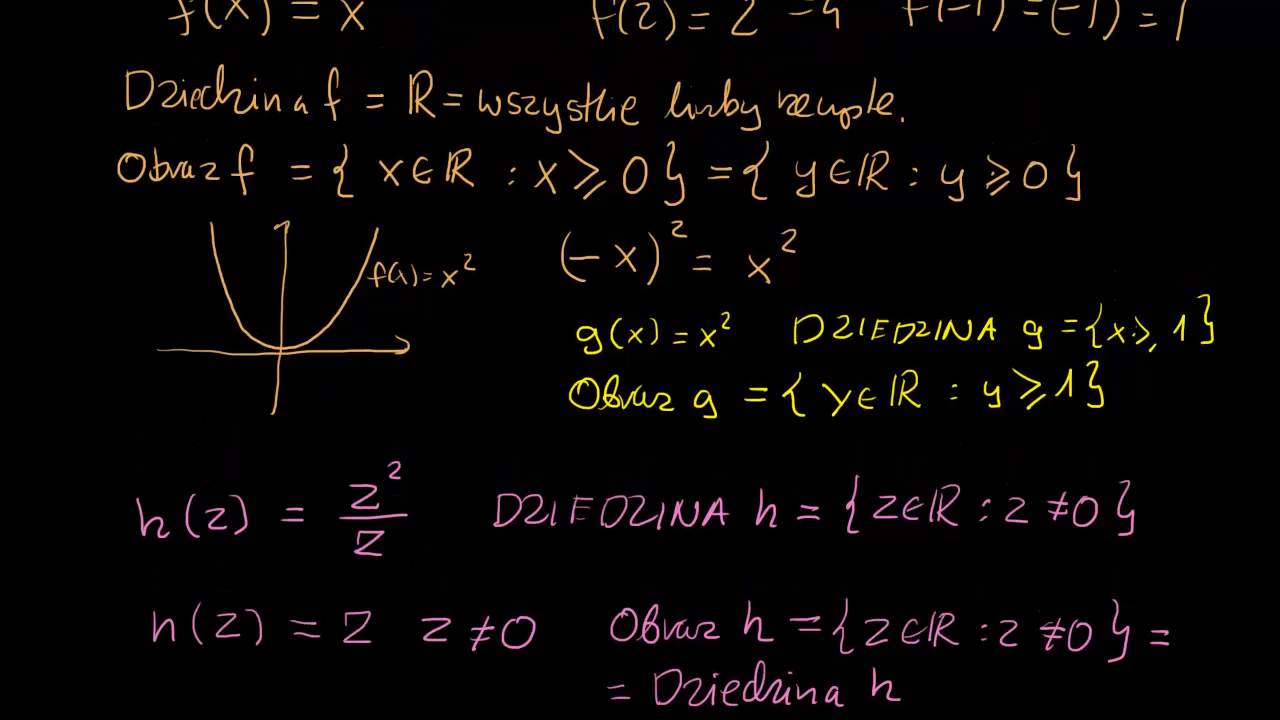 f(x) = x f(2) = 2 = 4 f(-1) = (-1) = 1
Dziedzina f = ℝ = wszystkie liczby rzeczyste.
Obraz f = { x∈ℝ : x ⩾ 0 } = { y∈ℝ : y ⩾ 0 }
f(x) = x²
(-x)² = x²
g(x) = x² DZIEDZINA g = {x ⩾ 1}
Obraz g = { y∈ℝ : y ⩾ 1}
h(z) = z²/z DZIEDZINA h = { z∈ℝ : z ≠ 0 }
h(z) = z z ≠ 0 Obraz h = { z∈ℝ : z ≠ 0 } =
= Dziedzina h